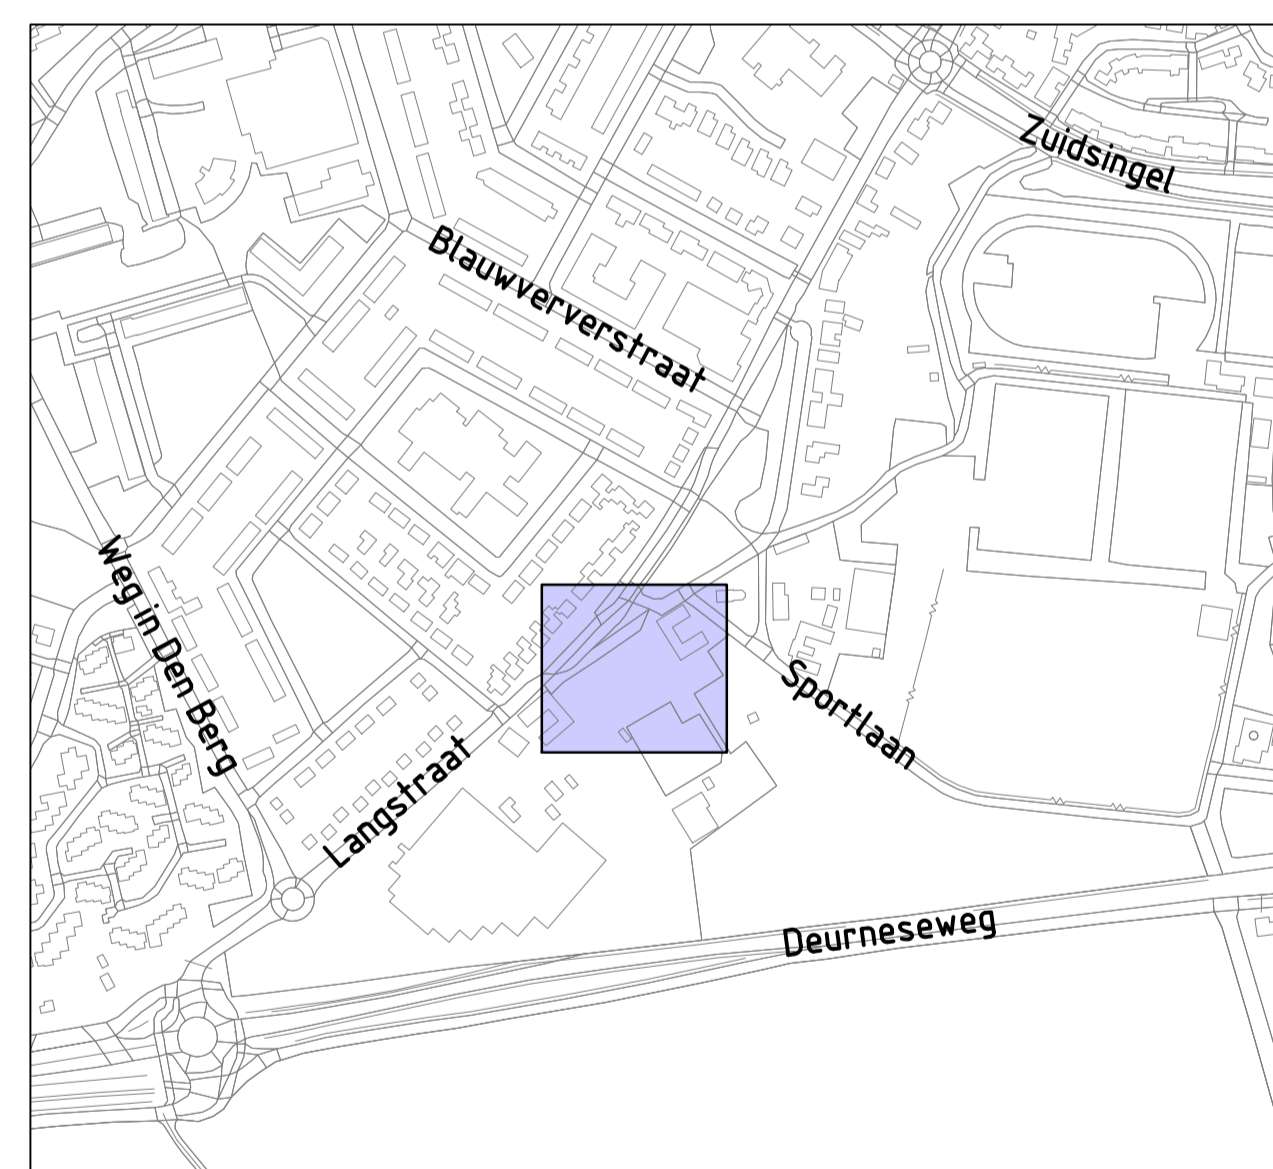 Zuidsingel
Blauwververstraat
Weg in Den Berg
Sportlaan
Langstraat
Deurneseweg